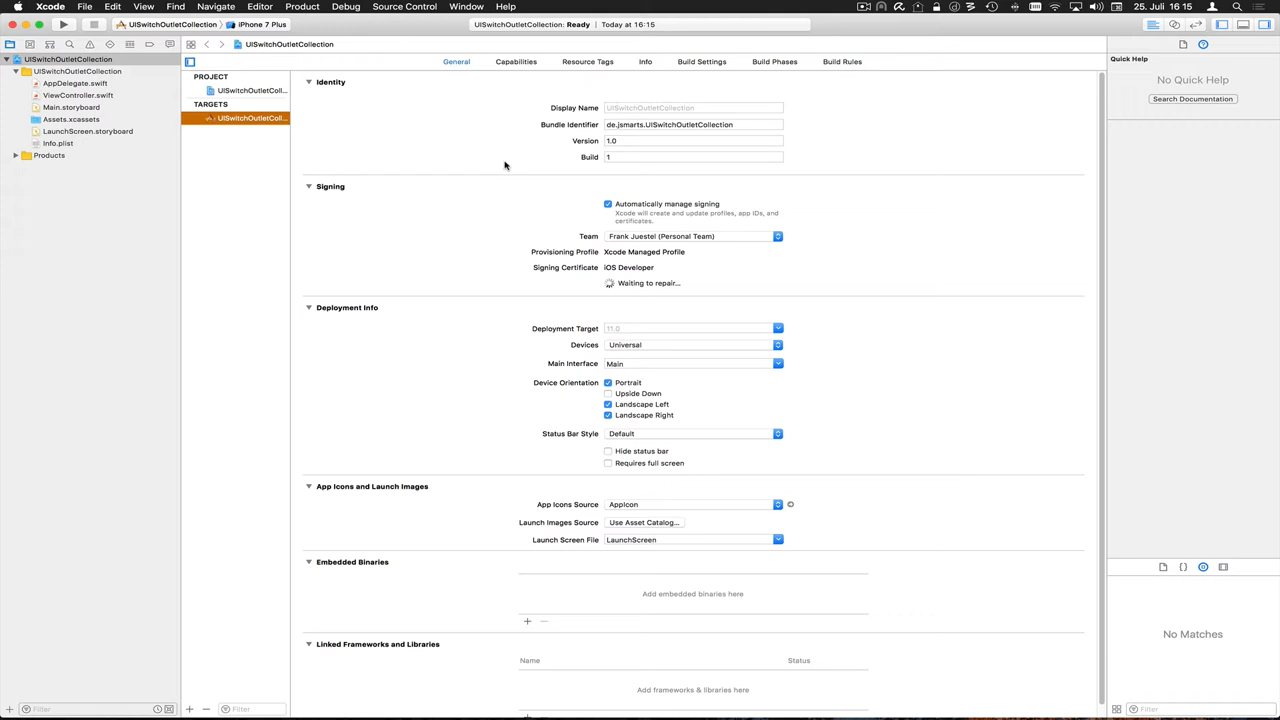 Xcode File Edit View Find Navigate Editor Product Debug Source Control Window Help
25. Jul 16:15
UISwitchOutletCollection iPhone 7 Plus
UISwitchOutletCollection: Ready Today at 16:15
UISwitchOutletCollection
UISwitchOutletCollection
UISwitchOutletCollection
AppDelegate.swift
ViewController.swift
Main.storyboard
Assets.xcassets
LaunchScreen.storyboard
Info.plist
Products
Filter
PROJECT
UISwitchOutletColl...
TARGETS
UISwitchOutletColl...
Filter
General Capabilities Resource Tags Info Build Settings Build Phases Build Rules
Identity
Display Name UISwitchOutletCollection
Bundle Identifier de.jsmarts.UISwitchOutletCollection
Version 1.0
Build 1
Signing
Automatically manage signing
Xcode will create and update profiles, app IDs, and
certificates.
Team Frank Juestel (Personal Team)
Provisioning Profile Xcode Managed Profile
Signing Certificate iOS Developer
Waiting to repair...
Deployment Info
Deployment Target 11.0
Devices Universal
Main Interface Main
Device Orientation Portrait
Upside Down
Landscape Left
Landscape Right
Status Bar Style Default
Hide status bar
Requires full screen
App Icons and Launch Images
App Icons Source AppIcon
Launch Images Source Use Asset Catalog...
Launch Screen File LaunchScreen
Embedded Binaries
Add embedded binaries here
Linked Frameworks and Libraries
Name Status
Add frameworks & libraries here
Quick Help
No Quick Help
Search Documentation
No Matches
Filter